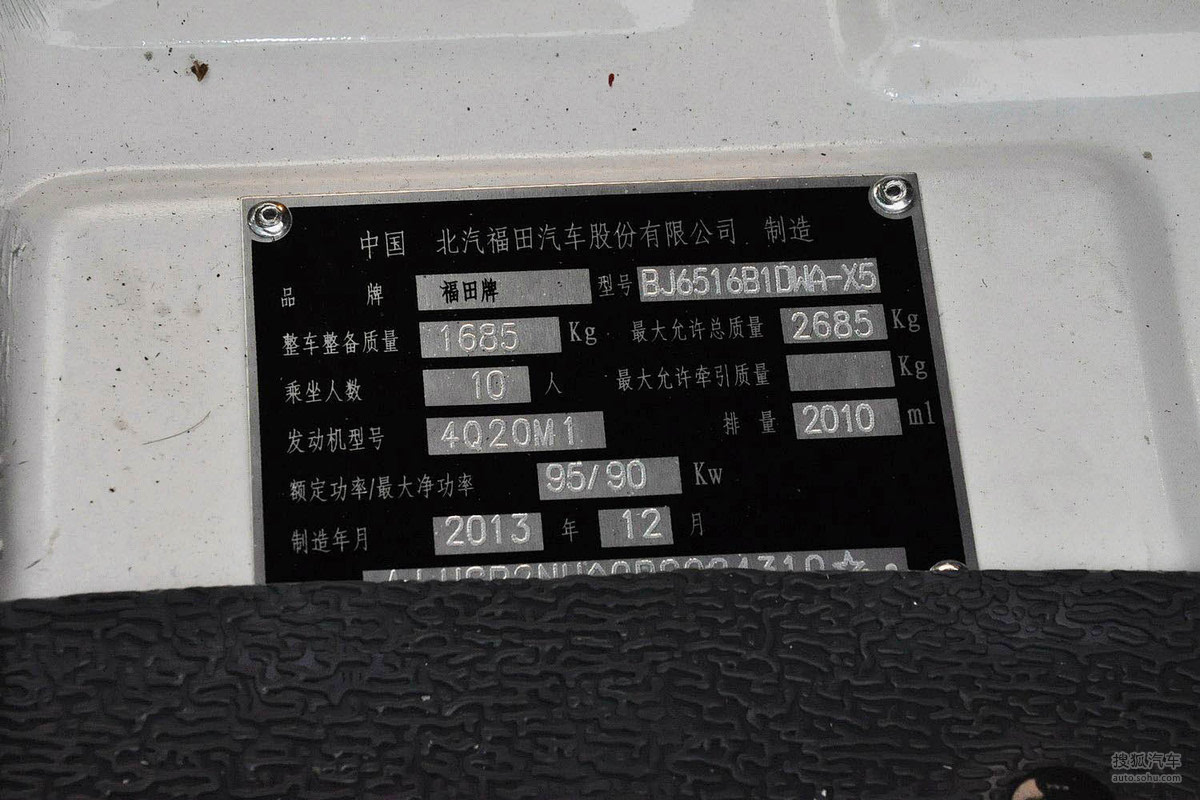 中国 北汽福田汽车股份有限公司 制造
品 牌 福田牌 型号 BJ6516B1DWA-X5
整车整备质量 1685 Kg 最大允许总质量 2685 Kg
乘坐人数 10 人 最大允许牵引质量 Kg
发动机型号 4Q20M1 排 量 2010 ml
额定功率/最大净功率 95/90 Kw
制造年月 2013 年 12 月
搜狐汽车
auto.sohu.com